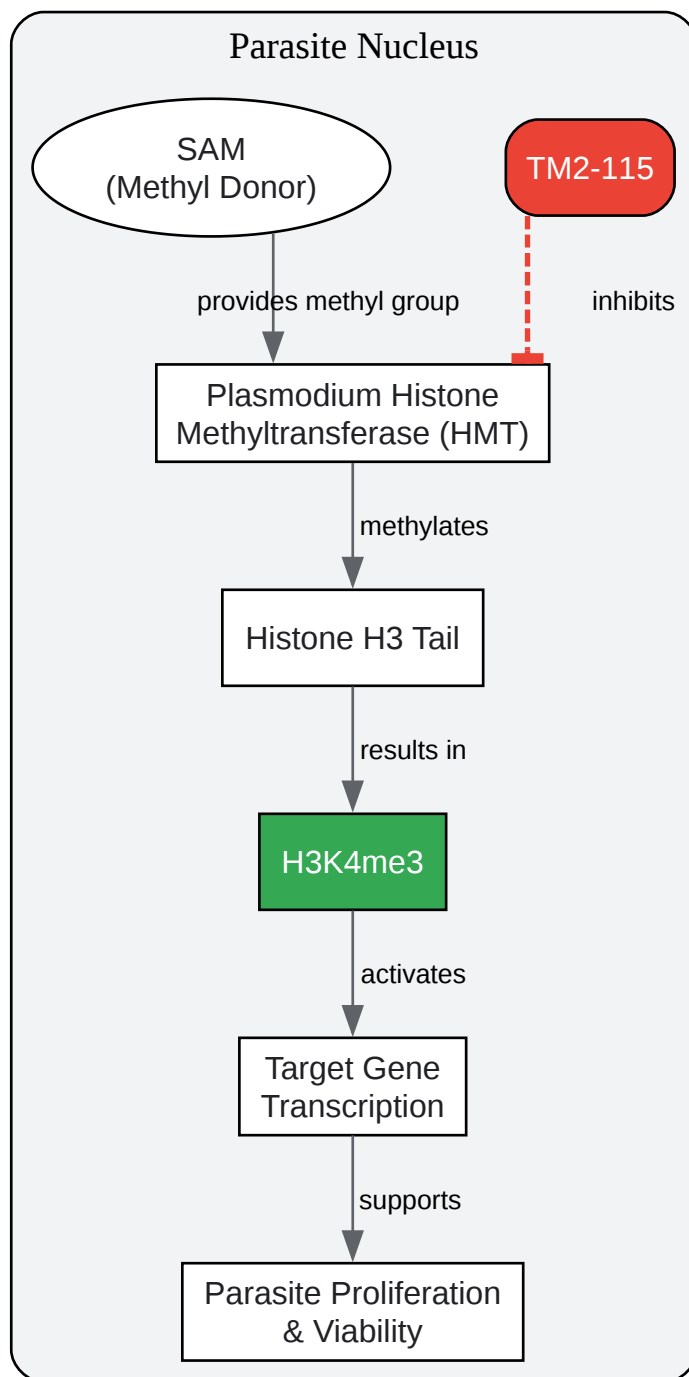 Parasite Nucleus
SAM
(Methyl Donor)
TM2-115
provides methyl group
inhibits
Plasmodium Histone
Methyltransferase (HMT)
methylates
Histone H3 Tail
results in
H3K4me3
activates
Target Gene
Transcription
supports
Parasite Proliferation
& Viability